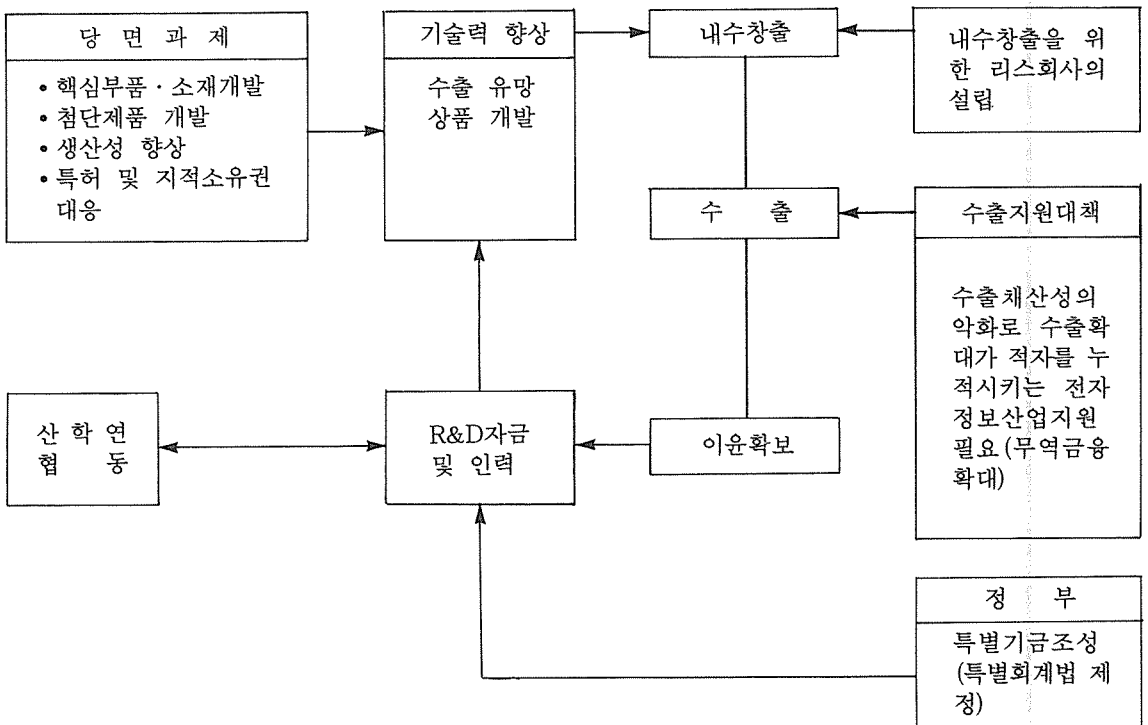 당 면 과 제
• 핵심부품 · 소재개발
• 첨단제품 개발
• 생산성 향상
• 특허 및 지적소유권
대응
기술력 향상
수출 유망
상품 개발
내수창출
내수창출을 위
한 리스회사의
설립
수 출
수출지원대책
수출채산성의
악화로 수출확
대가 적자를 누
적시키는 전자
정보산업지원
필요(무역금융
확대)
산 학 연
협 동
R&D자금
및 인력
이윤확보
정 부
특별기금조성
(특별회계법 제
정)